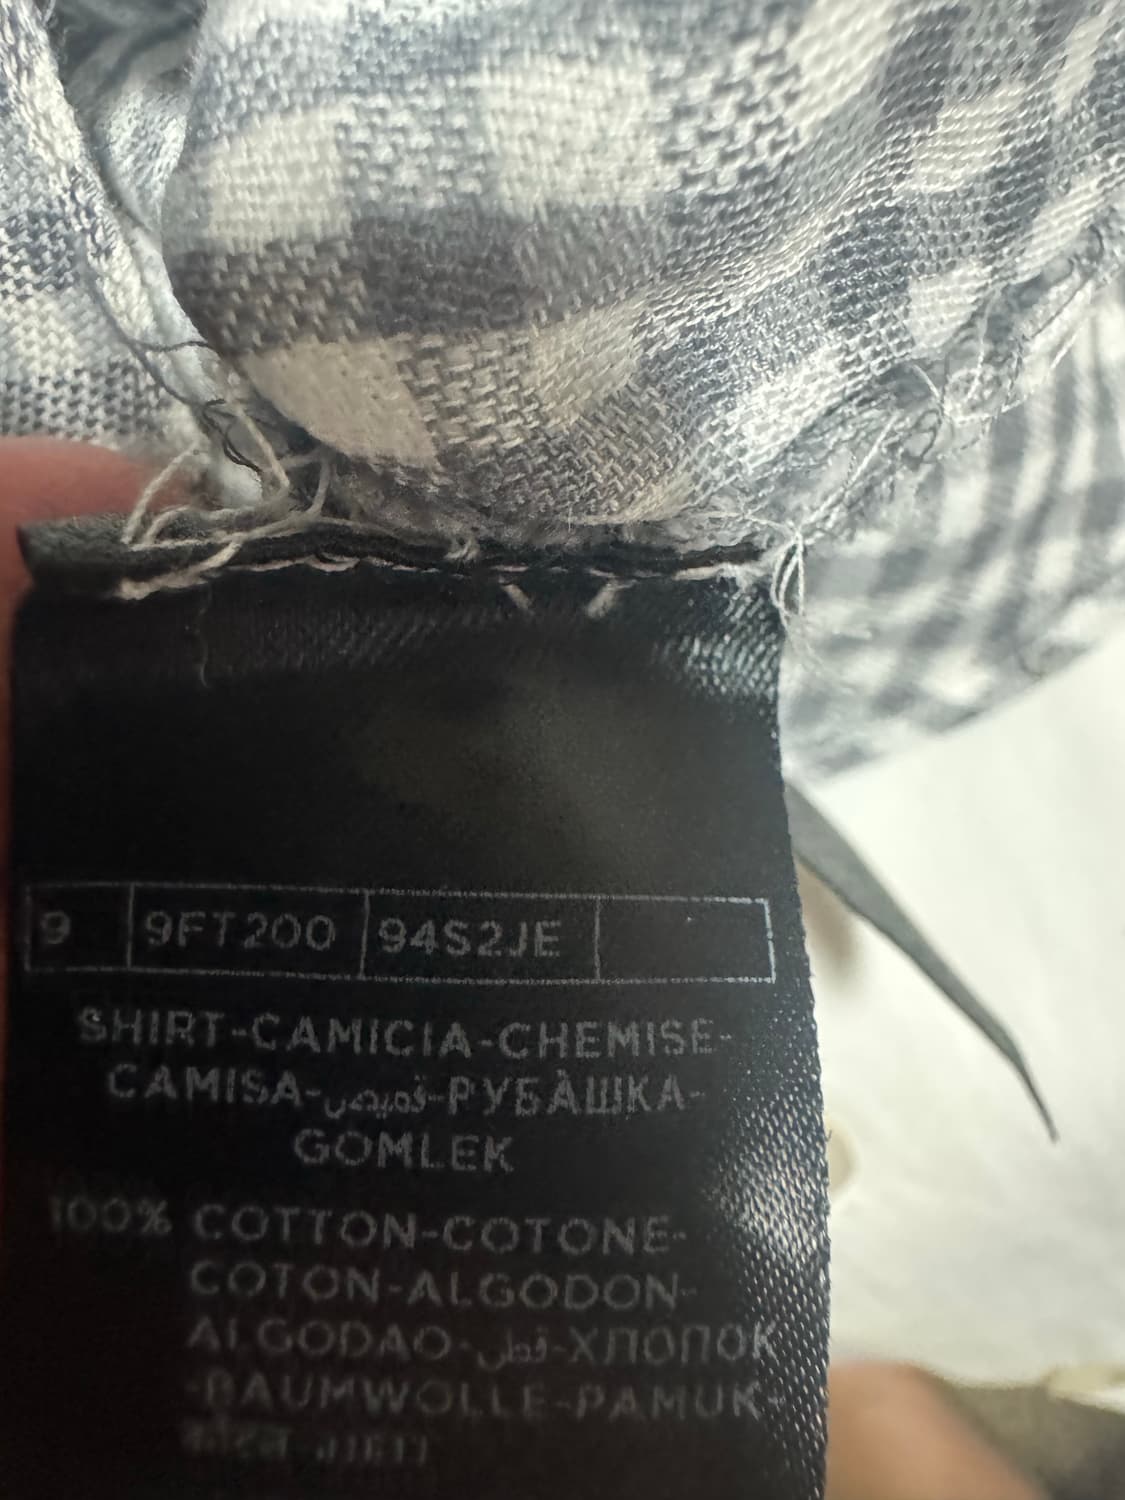 9 9FT200 94S2JE
SHIRT-CAMICIA-CHEMISE-
CAMISA-قميص-РУБАШКА-
GOMLEK
100% COTTON-COTONE-
COTON-ALGODON-
ALGODAO-قطن-ХЛОПОК
-BAUMWOLLE-PAMUK-